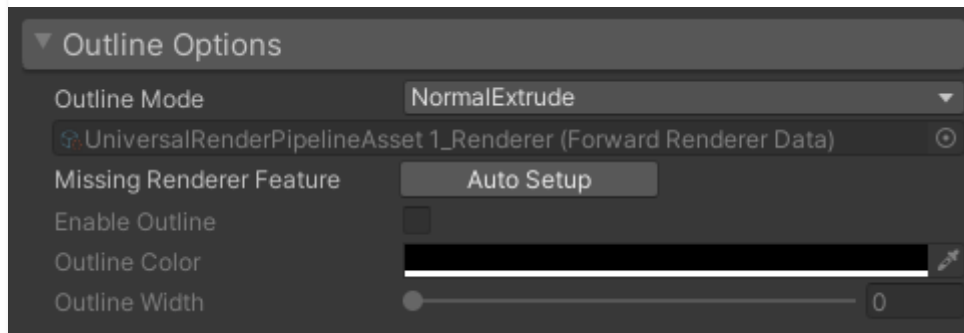 Outline Options
Outline Mode NormalExtrude
UniversalRenderPipelineAsset 1_Renderer (Forward Renderer Data)
Missing Renderer Feature Auto Setup
Enable Outline
Outline Color
Outline Width 0